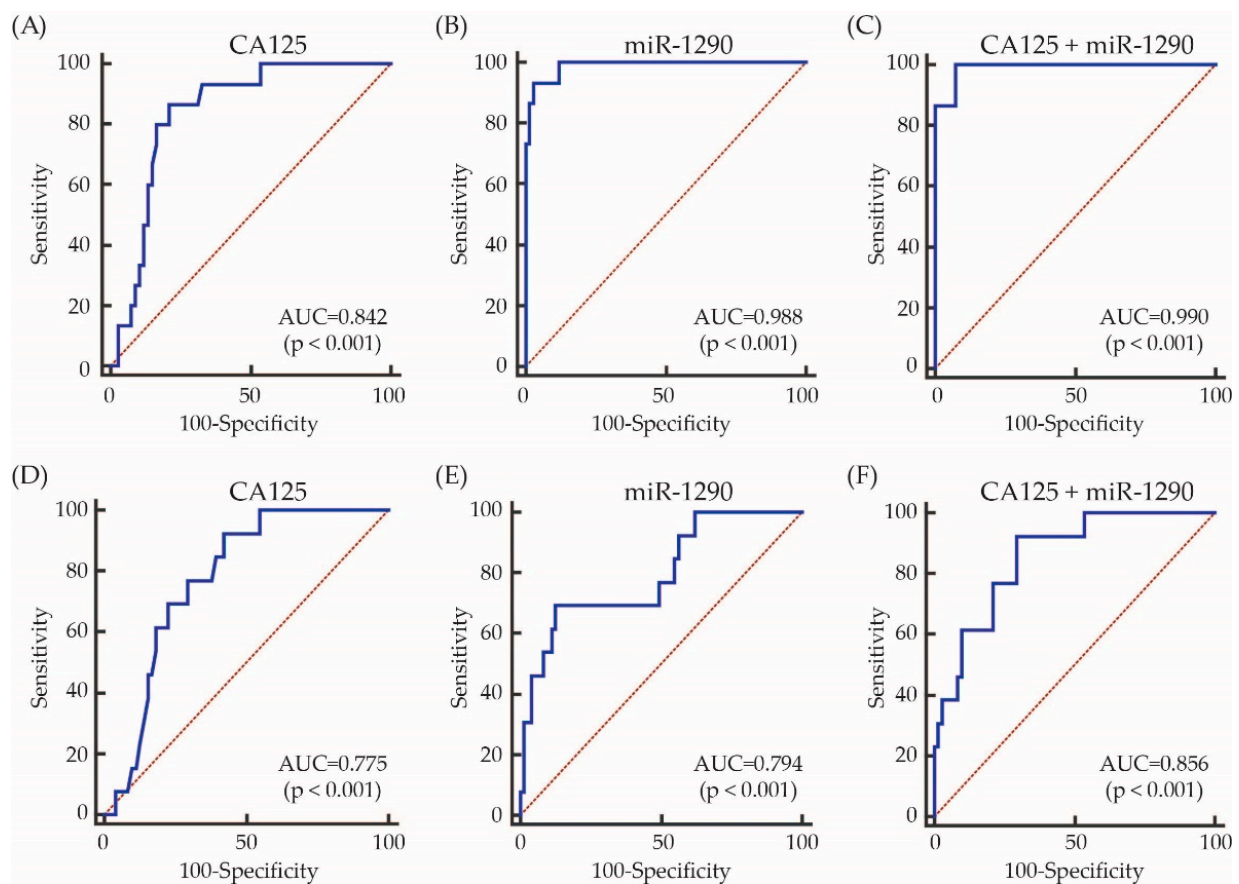 (A)
CA125
100
80
60
40
20
0
Sensitivity
AUC=0.842
(p < 0.001)
0
50
100
100-Specificity
(B)
miR-1290
100
80
60
40
20
0
Sensitivity
AUC=0.988
(p < 0.001)
0
50
100
100-Specificity
(C)
CA125 + miR-1290
100
80
60
40
20
0
Sensitivity
AUC=0.990
(p < 0.001)
0
50
100
100-Specificity
(D)
CA125
100
80
60
40
20
0
Sensitivity
AUC=0.775
(p < 0.001)
0
50
100
100-Specificity
(E)
miR-1290
100
80
60
40
20
0
Sensitivity
AUC=0.794
(p < 0.001)
0
50
100
100-Specificity
(F)
CA125 + miR-1290
100
80
60
40
20
0
Sensitivity
AUC=0.856
(p < 0.001)
0
50
100
100-Specificity